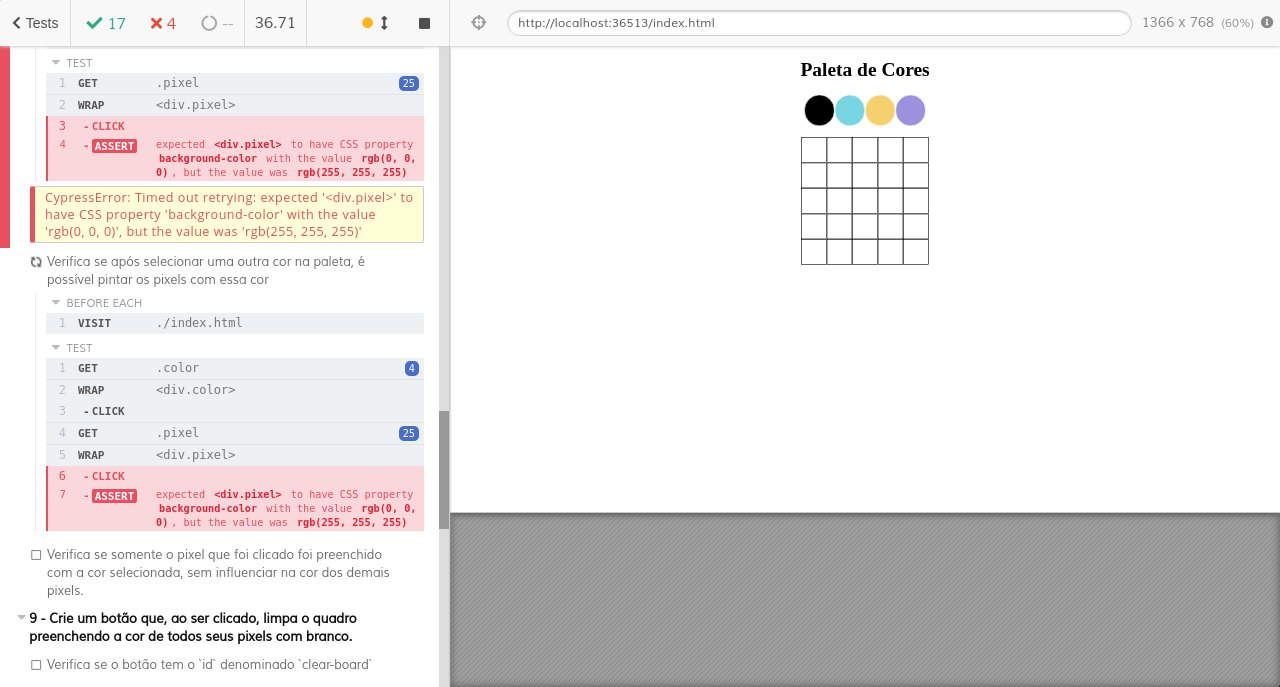 Tests 17 4 -- 36.71
http://localhost:36513/index.html 1366 x 768 (60%)
TEST
1 GET .pixel 25
2 WRAP <div.pixel>
3 - CLICK
4 - ASSERT expected <div.pixel> to have CSS property
background-color with the value rgb(0, 0,
0) , but the value was rgb(255, 255, 255)
CypressError: Timed out retrying: expected '<div.pixel>' to
have CSS property 'background-color' with the value
'rgb(0, 0, 0)', but the value was 'rgb(255, 255, 255)'
Verifica se após selecionar uma outra cor na paleta, é
possível pintar os pixels com essa cor
BEFORE EACH
1 VISIT ./index.html
TEST
1 GET .color 4
2 WRAP <div.color>
3 - CLICK
4 GET .pixel 25
5 WRAP <div.pixel>
6 - CLICK
7 - ASSERT expected <div.pixel> to have CSS property
background-color with the value rgb(0, 0,
0) , but the value was rgb(255, 255, 255)
Verifica se somente o pixel que foi clicado foi preenchido
com a cor selecionada, sem influenciar na cor dos demais
pixels.
9 - Crie um botão que, ao ser clicado, limpa o quadro
preenchendo a cor de todos seus pixels com branco.
Verifica se o botão tem o `id` denominado `clear-board`
Paleta de Cores